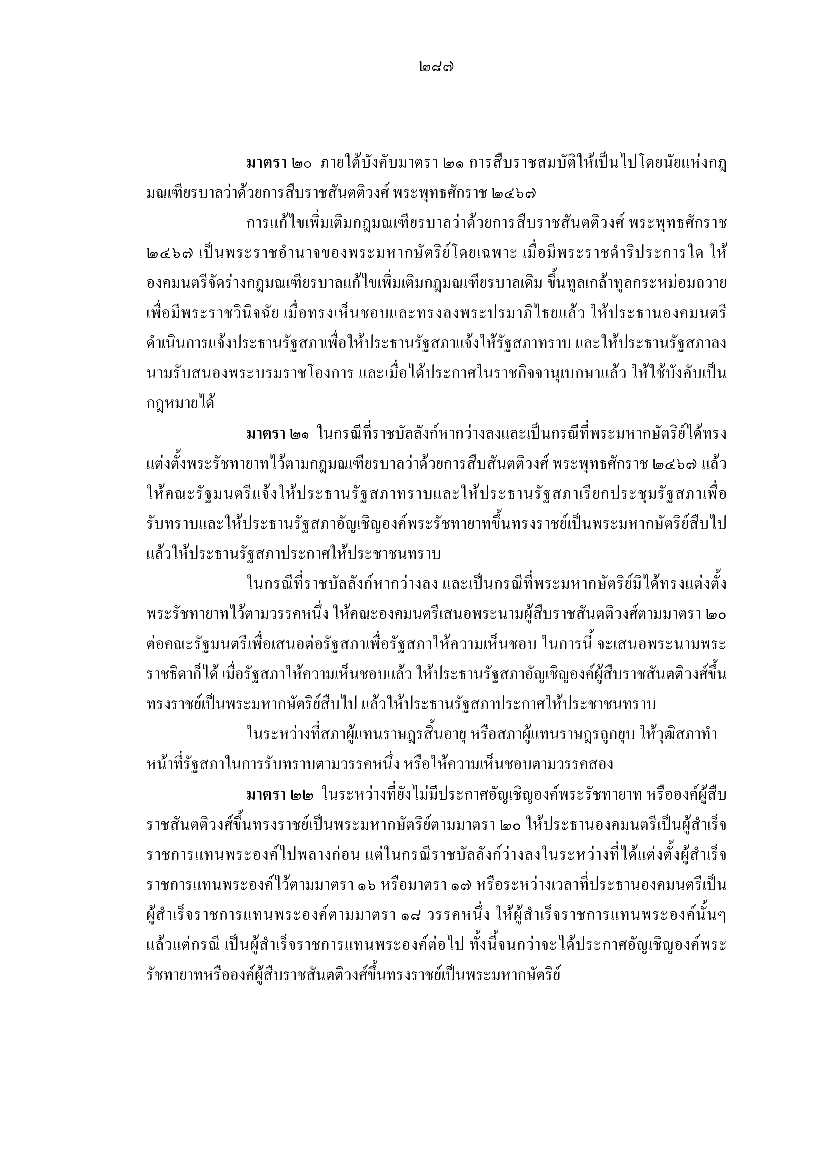 ๒๘๗
มาตรา ๒๐ ภายใต้บังคับมาตรา ๒๑ การสืบราชสมบัติให้เป็นไปโดยนัยแห่งกฎ
มณเฑียรบาลว่าด้วยการสืบราชสันตติวงศ์ พระพุทธศักราช ๒๔๖๗
การแก้ไขเพิ่มเติมกฎมณเฑียรบาลว่าด้วยการสืบราชสันตติวงศ์ พระพุทธศักราช
๒๔๖๗ เป็นพระราชอำนาจของพระมหากษัตริย์โดยเฉพาะ เมื่อมีพระราชดำริประการใด ให้
องคมนตรีจัดร่างกฎมณเฑียรบาลแก้ไขเพิ่มเติมกฎมณเฑียรบาลเดิม ขึ้นทูลเกล้าทูลกระหม่อมถวาย
เพื่อมีพระราชวินิจฉัย เมื่อทรงเห็นชอบและทรงลงพระปรมาภิไธยแล้ว ให้ประธานองคมนตรี
ดำเนินการแจ้งประธานรัฐสภาเพื่อให้ประธานรัฐสภาแจ้งให้รัฐสภาทราบ และให้ประธานรัฐสภาลง
นามรับสนองพระบรมราชโองการ และเมื่อได้ประกาศในราชกิจจานุเบกษาแล้ว ให้ใช้บังคับเป็น
กฎหมายได้
มาตรา ๒๑ ในกรณีที่ราชบัลลังก์หากว่างลงและเป็นกรณีที่พระมหากษัตริย์ได้ทรง
แต่งตั้งพระรัชทายาทไว้ตามกฎมณเฑียรบาลว่าด้วยการสืบสันตติวงศ์ พระพุทธศักราช ๒๔๖๗ แล้ว
ให้คณะรัฐมนตรีแจ้งให้ประธานรัฐสภาทราบและให้ประธานรัฐสภาเรียกประชุมรัฐสภาเพื่อ
รับทราบและให้ประธานรัฐสภาอัญเชิญองค์พระรัชทายาทขึ้นทรงราชย์เป็นพระมหากษัตริย์สืบไป
แล้วให้ประธานรัฐสภาประกาศให้ประชาชนทราบ
ในกรณีที่ราชบัลลังก์หากว่างลง และเป็นกรณีที่พระมหากษัตริย์มิได้ทรงแต่งตั้ง
พระรัชทายาทไว้ตามวรรคหนึ่ง ให้คณะองคมนตรีเสนอพระนามผู้สืบราชสันตติวงศ์ตามมาตรา ๒๐
ต่อคณะรัฐมนตรีเพื่อเสนอต่อรัฐสภาเพื่อรัฐสภาให้ความเห็นชอบ ในการนี้ จะเสนอพระนามพระ
ราชธิดาก็ได้ เมื่อรัฐสภาให้ความเห็นชอบแล้ว ให้ประธานรัฐสภาอัญเชิญองค์ผู้สืบราชสันตติวงศ์ขึ้น
ทรงราชย์เป็นพระมหากษัตริย์สืบไป แล้วให้ประธานรัฐสภาประกาศให้ประชาชนทราบ
ในระหว่างที่สภาผู้แทนราษฎรสิ้นอายุ หรือสภาผู้แทนราษฎรถูกยุบ ให้วุฒิสภาทำ
หน้าที่รัฐสภาในการรับทราบตามวรรคหนึ่ง หรือให้ความเห็นชอบตามวรรคสอง
มาตรา ๒๒ ในระหว่างที่ยังไม่มีประกาศอัญเชิญองค์พระรัชทายาท หรือองค์ผู้สืบ
ราชสันตติวงศ์ขึ้นทรงราชย์เป็นพระมหากษัตริย์ตามมาตรา ๒๐ ให้ประธานองคมนตรีเป็นผู้สำเร็จ
ราชการแทนพระองค์ไปพลางก่อน แต่ในกรณีราชบัลลังก์ว่างลงในระหว่างที่ได้แต่งตั้งผู้สำเร็จ
ราชการแทนพระองค์ไว้ตามมาตรา ๑๖ หรือมาตรา ๑๗ หรือระหว่างเวลาที่ประธานองคมนตรีเป็น
ผู้สำเร็จราชการแทนพระองค์ตามมาตรา ๑๘ วรรคหนึ่ง ให้ผู้สำเร็จราชการแทนพระองค์นั้นๆ
แล้วแต่กรณี เป็นผู้สำเร็จราชการแทนพระองค์ต่อไป ทั้งนี้จนกว่าจะได้ประกาศอัญเชิญองค์พระ
รัชทายาทหรือองค์ผู้สืบราชสันตติวงศ์ขึ้นทรงราชย์เป็นพระมหากษัตริย์